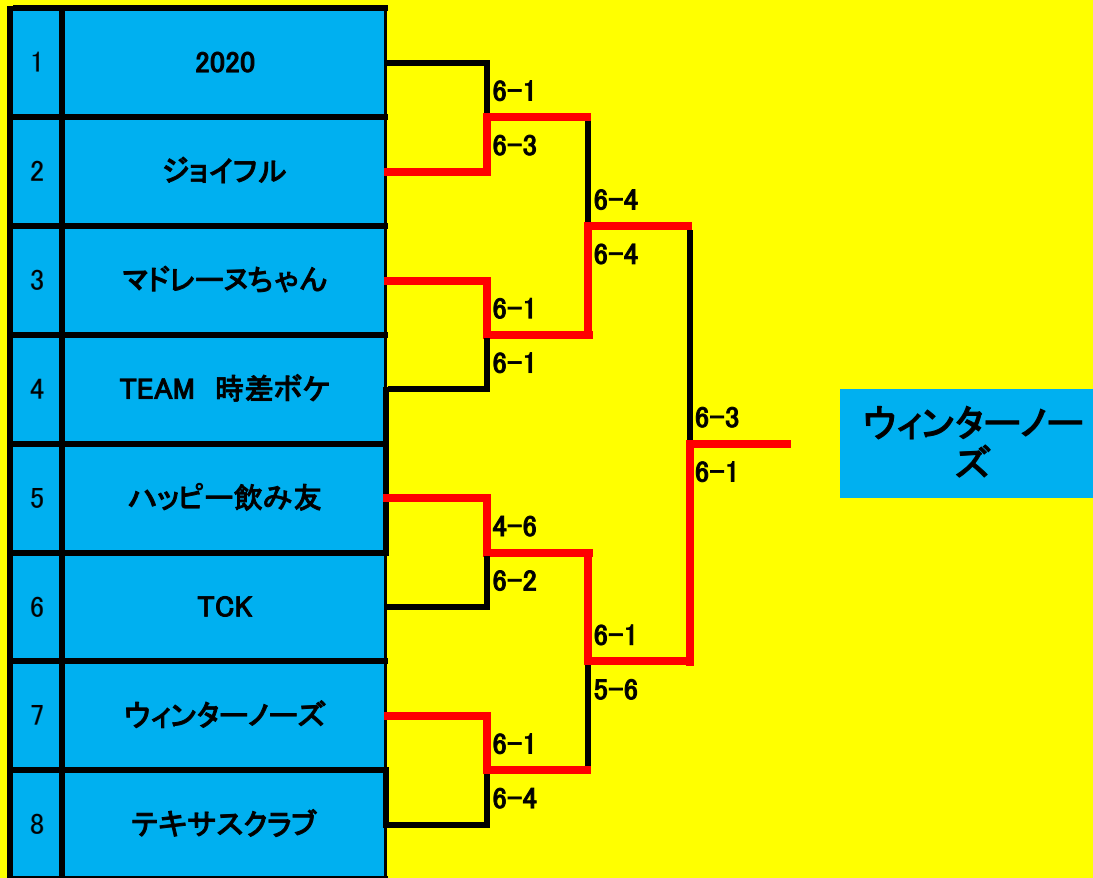 1 2020
6-1
6-3
2 ジョイフル
6-4
6-4
3 マドレーヌちゃん
6-1
6-1
4 TEAM 時差ボケ
6-3
6-1
ウィンターノー
ズ
5 ハッピー飲み友
4-6
6-2
6 TCK
6-1
5-6
7 ウィンターノーズ
6-1
6-4
8 テキサスクラブ